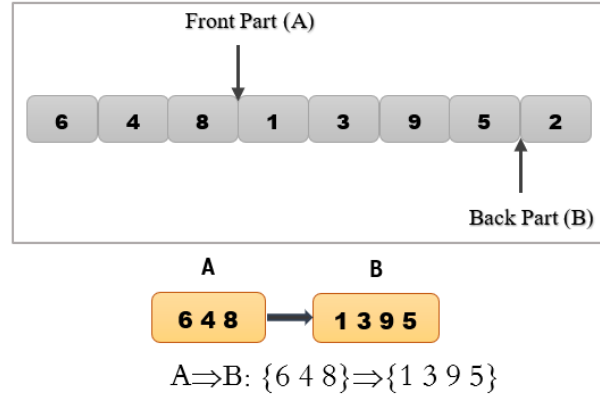 Front Part (A)
6 4 8 1 3 9 5 2
Back Part (B)
A B
6 4 8 1 3 9 5
A⇒B: {6 4 8}⇒{1 3 9 5}